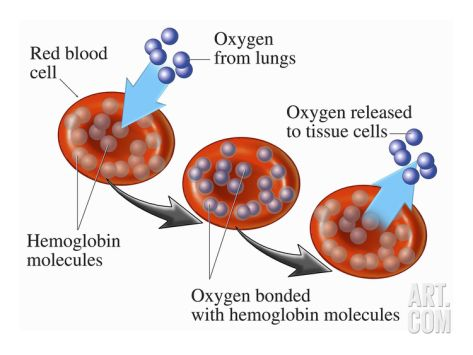 Oxygen
from lungs
Red blood
cell
Oxygen released
to tissue cells
Hemoglobin
molecules
Oxygen bonded
with hemoglobin molecules
ART.
COM